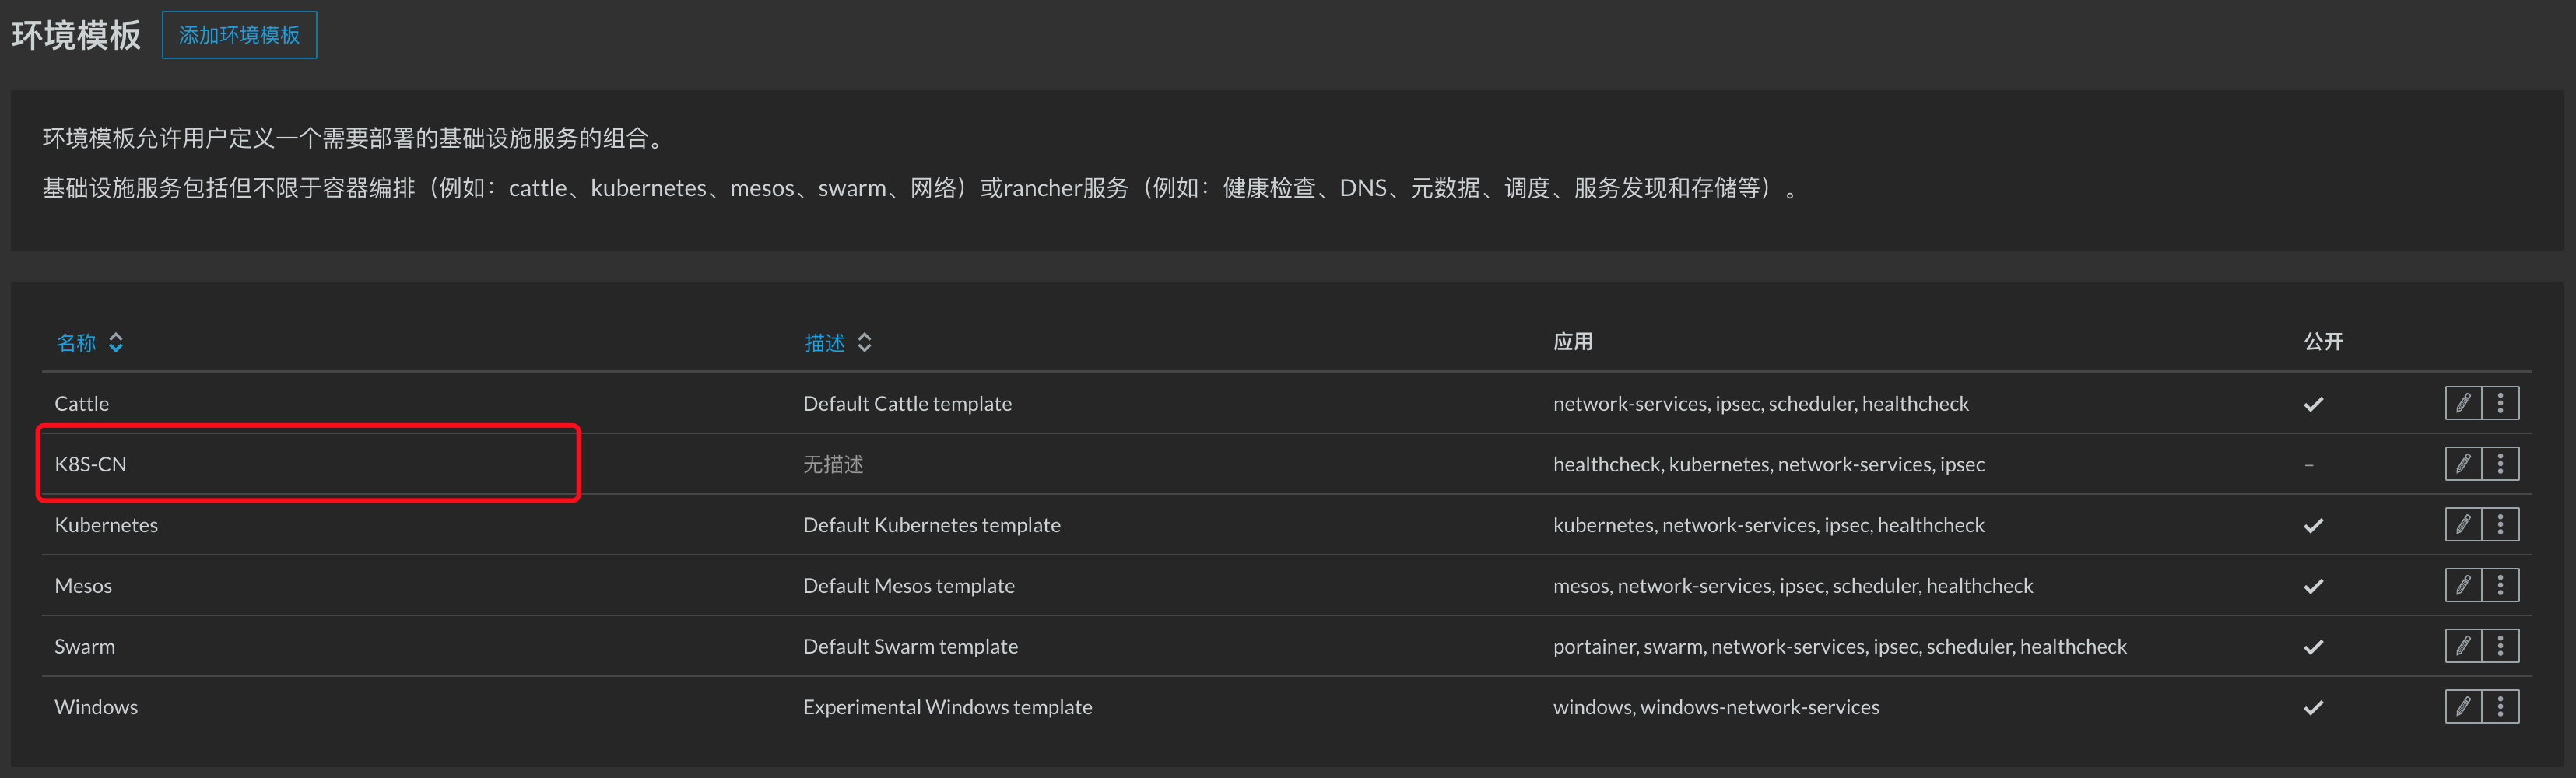 环境模板 添加环境模板
环境模板允许用户定义一个需要部署的基础设施服务的组合。
基础设施服务包括但不限于容器编排（例如：cattle、kubernetes、mesos、swarm、网络）或rancher服务（例如：健康检查、DNS、元数据、调度、服务发现和存储等）。
名称 描述 应用 公开
Cattle Default Cattle template network-services, ipsec, scheduler, healthcheck
K8S-CN 无描述 healthcheck, kubernetes, network-services, ipsec –
Kubernetes Default Kubernetes template kubernetes, network-services, ipsec, healthcheck
Mesos Default Mesos template mesos, network-services, ipsec, scheduler, healthcheck
Swarm Default Swarm template portainer, swarm, network-services, ipsec, scheduler, healthcheck
Windows Experimental Windows template windows, windows-network-services